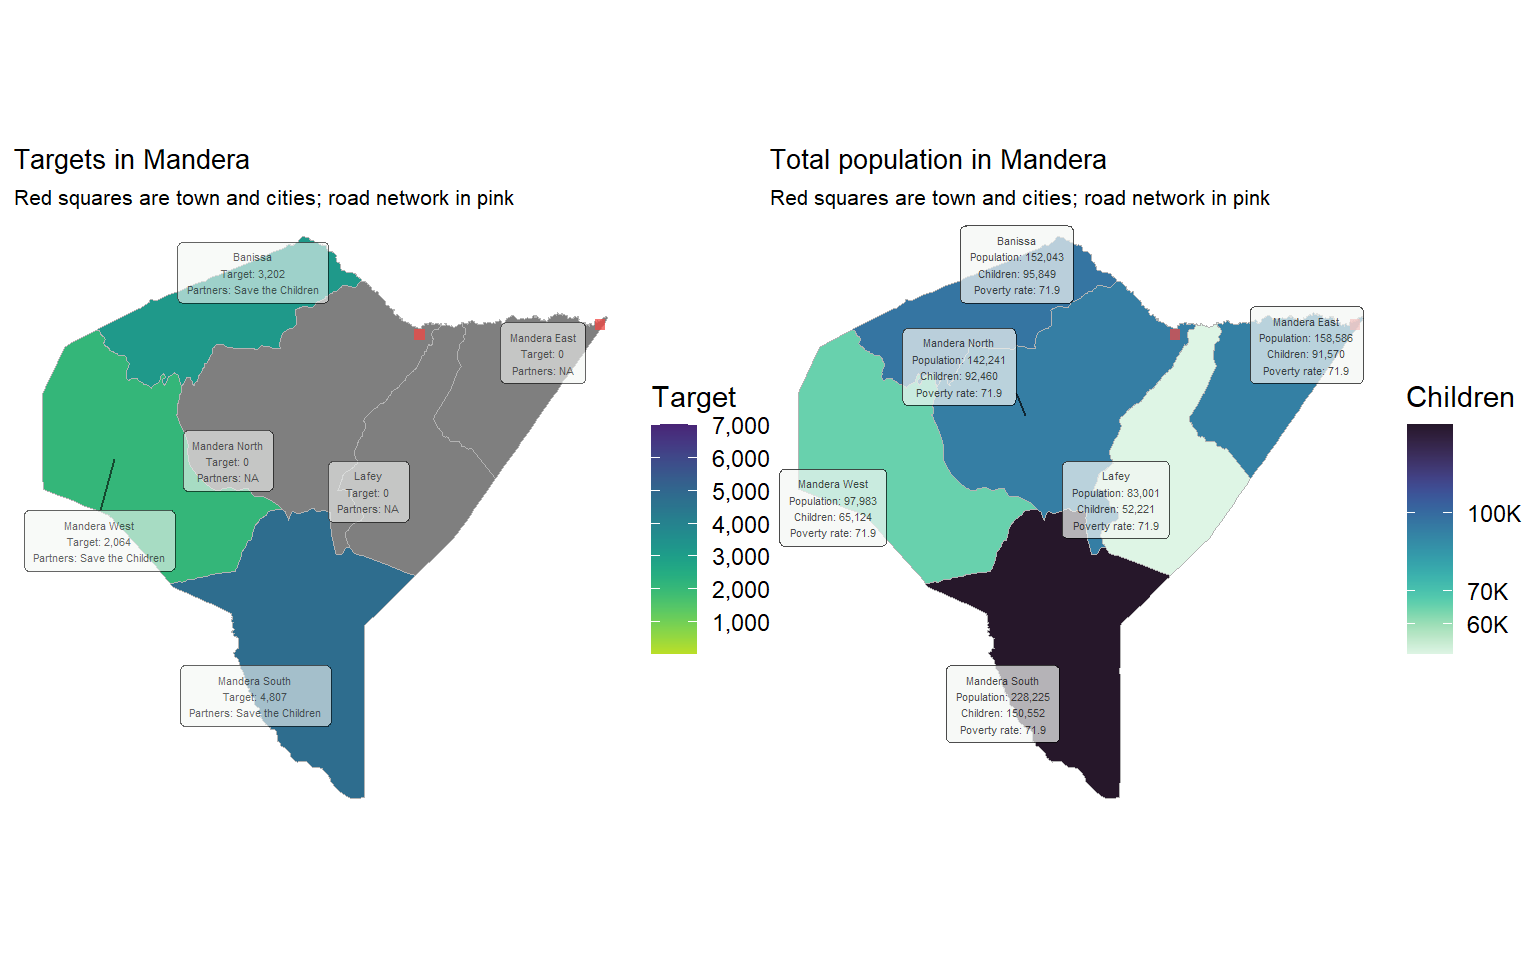 Targets in Mandera
Red squares are town and cities; road network in pink
Banissa
Target: 3,202
Partners: Save the Children
Mandera East
Target: 0
Partners: NA
Mandera North
Target: 0
Partners: NA
Lafey
Target: 0
Partners: NA
Mandera West
Target: 2,064
Partners: Save the Children
Mandera South
Target: 4,807
Partners: Save the Children
Target
7,000
6,000
5,000
4,000
3,000
2,000
1,000
Total population in Mandera
Red squares are town and cities; road network in pink
Banissa
Population: 152,043
Children: 95,849
Poverty rate: 71.9
Mandera East
Population: 158,586
Children: 91,570
Poverty rate: 71.9
Mandera North
Population: 142,241
Children: 92,460
Poverty rate: 71.9
Mandera West
Population: 97,983
Children: 65,124
Poverty rate: 71.9
Lafey
Population: 83,001
Children: 52,221
Poverty rate: 71.9
Mandera South
Population: 228,225
Children: 150,552
Poverty rate: 71.9
Children
100K
70K
60K